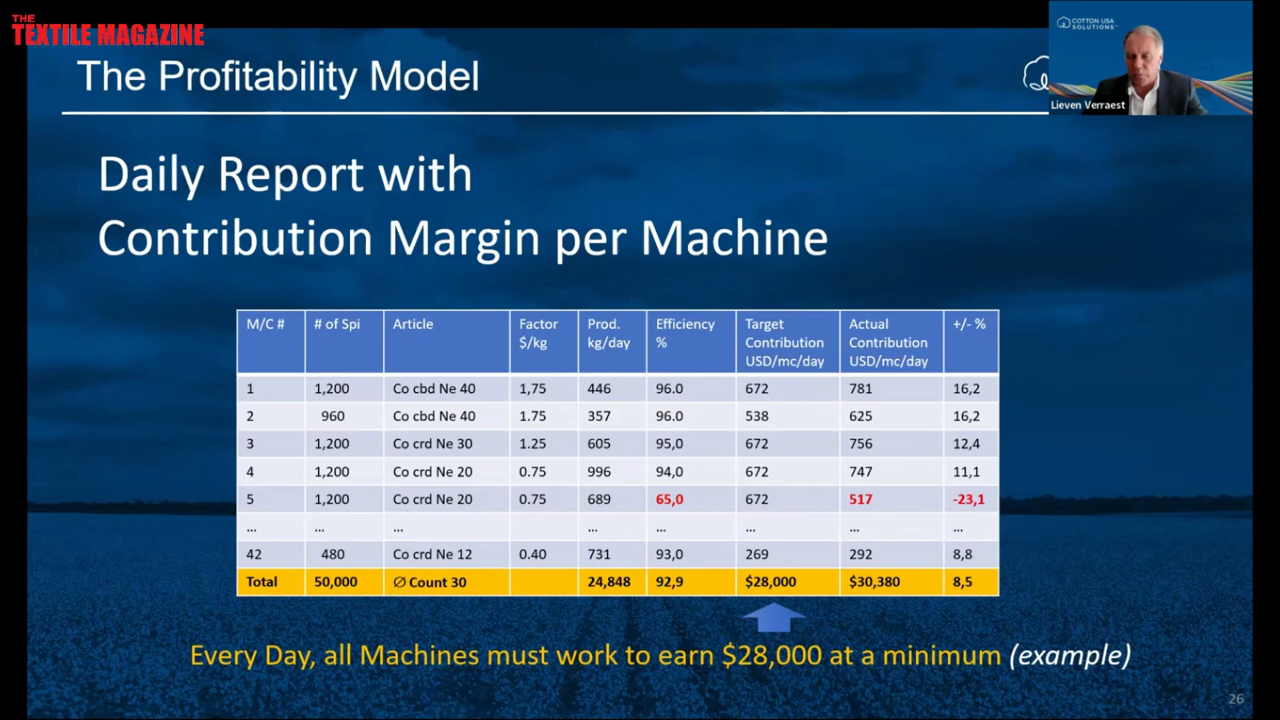 THE
TEXTILE MAGAZINE
The Profitability Model
COTTON USA
SOLUTIONS™
Lieven Verraest
Daily Report with
Contribution Margin per Machine
M/C # # of Spi Article Factor $/kg Prod. kg/day Efficiency % Target Contribution USD/mc/day Actual Contribution USD/mc/day +/- %
1 1,200 Co cbd Ne 40 1,75 446 96.0 672 781 16,2
2 960 Co cbd Ne 40 1.75 357 96.0 538 625 16,2
3 1,200 Co crd Ne 30 1.25 605 95,0 672 756 12,4
4 1,200 Co crd Ne 20 0.75 996 94,0 672 747 11,1
5 1,200 Co crd Ne 20 0.75 689 65,0 672 517 -23,1
... ... ... ... ... ... ... ...
42 480 Co crd Ne 12 0.40 731 93,0 269 292 8,8
Total 50,000 ∅ Count 30 24,848 92,9 $28,000 $30,380 8,5
Every Day, all Machines must work to earn $28,000 at a minimum (example)
26